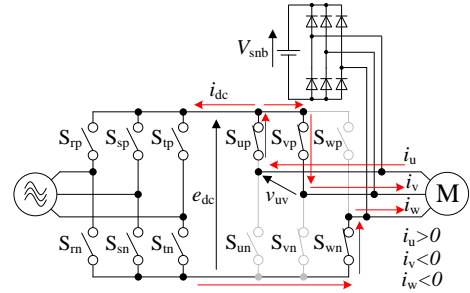 V_snb
i_dc
S_rp S_sp S_tp S_up S_vp S_wp
i_u
i_v
e_dc
v_uv
i_w
M
S_rn S_sn S_tn S_un S_vn S_wn
i_u>0
i_v<0
i_w<0